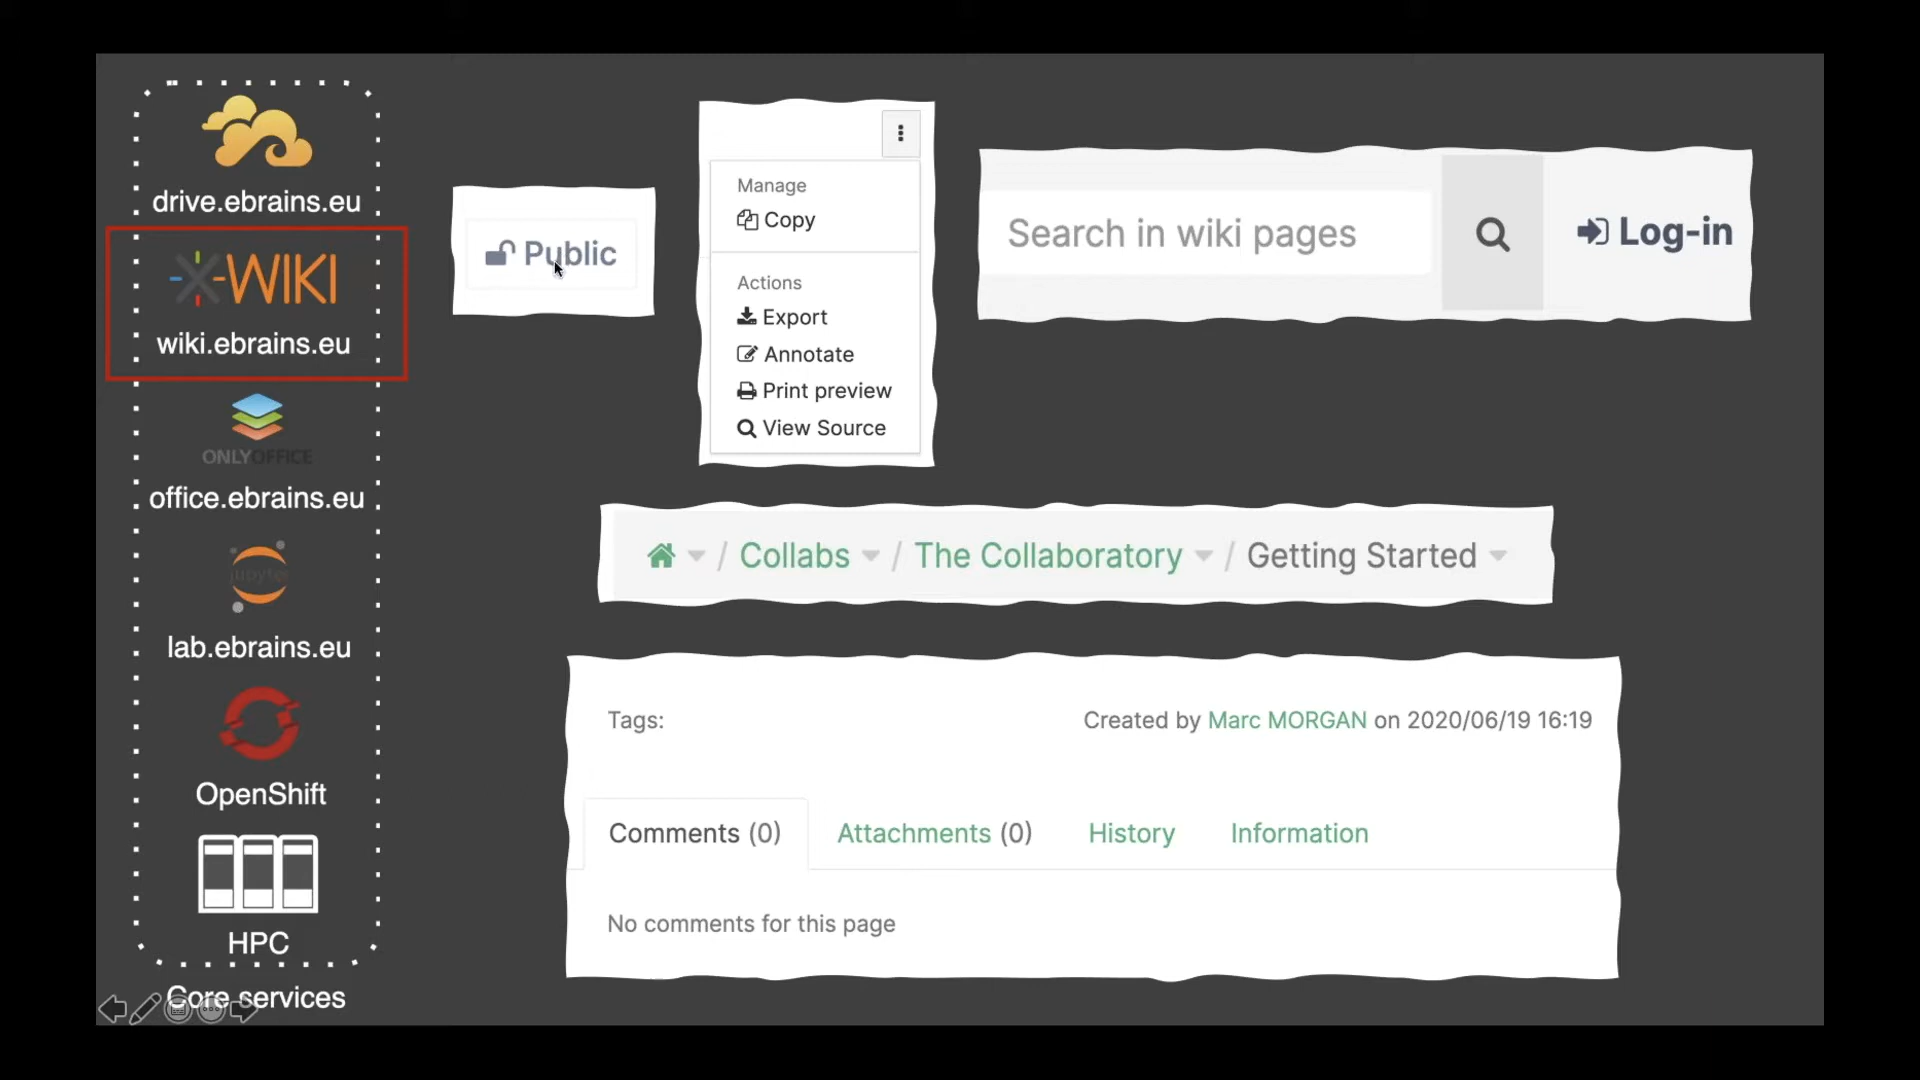 drive.ebrains.eu
X-WIKI
wiki.ebrains.eu
ONLYOFFICE
office.ebrains.eu
jupyter
lab.ebrains.eu
OpenShift
HPC
Core services
Public
Manage
Copy
Actions
Export
Annotate
Print preview
View Source
Search in wiki pages
Log-in
/ Collabs / The Collaboratory / Getting Started
Tags:
Created by Marc MORGAN on 2020/06/19 16:19
Comments (0) Attachments (0) History Information
No comments for this page